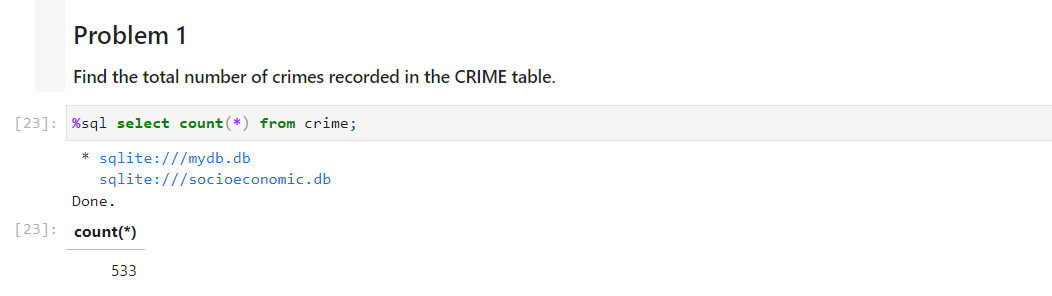 Problem 1
Find the total number of crimes recorded in the CRIME table.
[23]: %sql select count(*) from crime;
* sqlite:///mydb.db
sqlite:///socioeconomic.db
Done.
[23]: count(*)
533